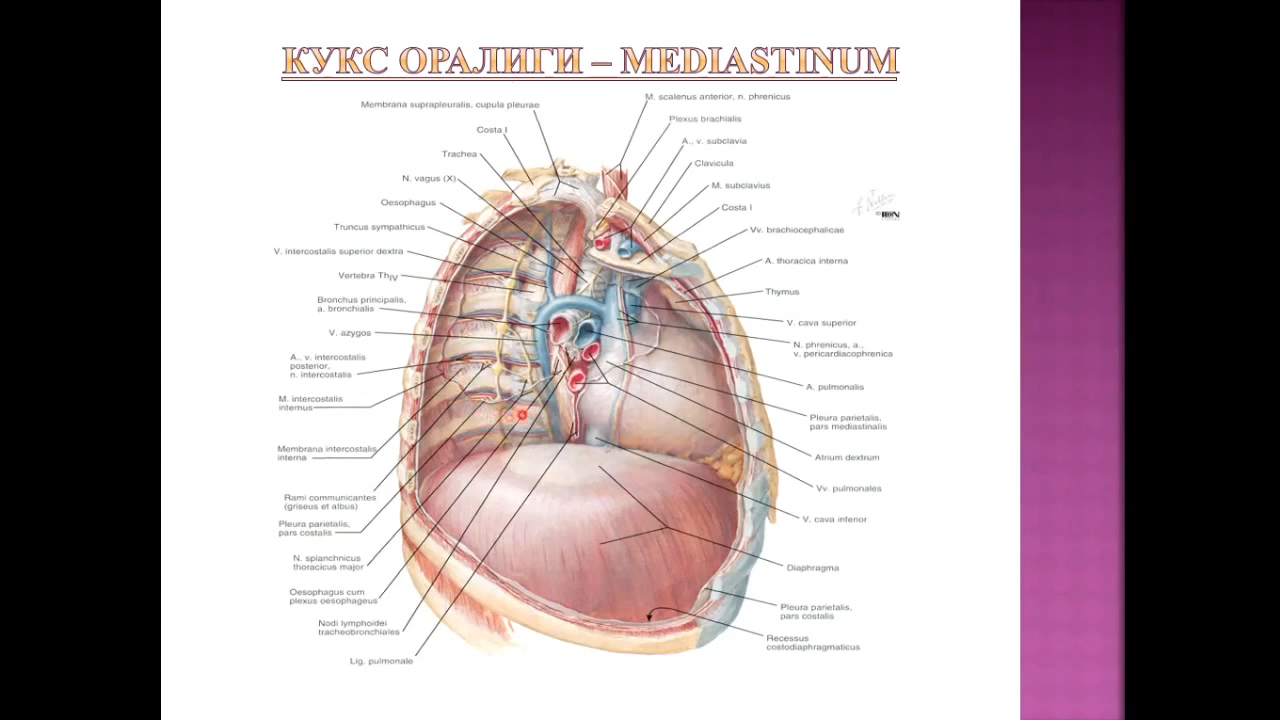 КУКС ОРАЛИГИ – MEDIASTINUM
Membrana suprapleuralis, cupula pleurae
Costa I
Trachea
N. vagus (X)
Oesophagus
Truncus sympathicus
V. intercostalis superior dextra
Vertebra ThIV
Bronchus principalis,
a. bronchialis
V. azygos
A., v. intercostalis
posterior,
n. intercostalis
M. intercostalis
internus
Membrana intercostalis
interna
Rami communicantes
(griseus et albus)
Pleura parietalis,
pars costalis
N. splanchnicus
thoracicus major
Oesophagus cum
plexus oesophageus
Nodi lymphoidei
tracheobronchiales
Lig. pulmonale
M. scalenus anterior, n. phrenicus
Plexus brachialis
A., v. subclavia
Clavicula
M. subclavius
Costa I
Vv. brachiocephalicae
A. thoracica interna
Thymus
V. cava superior
N. phrenicus, a.,
v. pericardiacophrenica
A. pulmonalis
Pleura parietalis,
pars mediastinalis
Atrium dextrum
Vv. pulmonales
V. cava inferior
Diaphragma
Pleura parietalis,
pars costalis
Recessus
costodiaphragmaticus